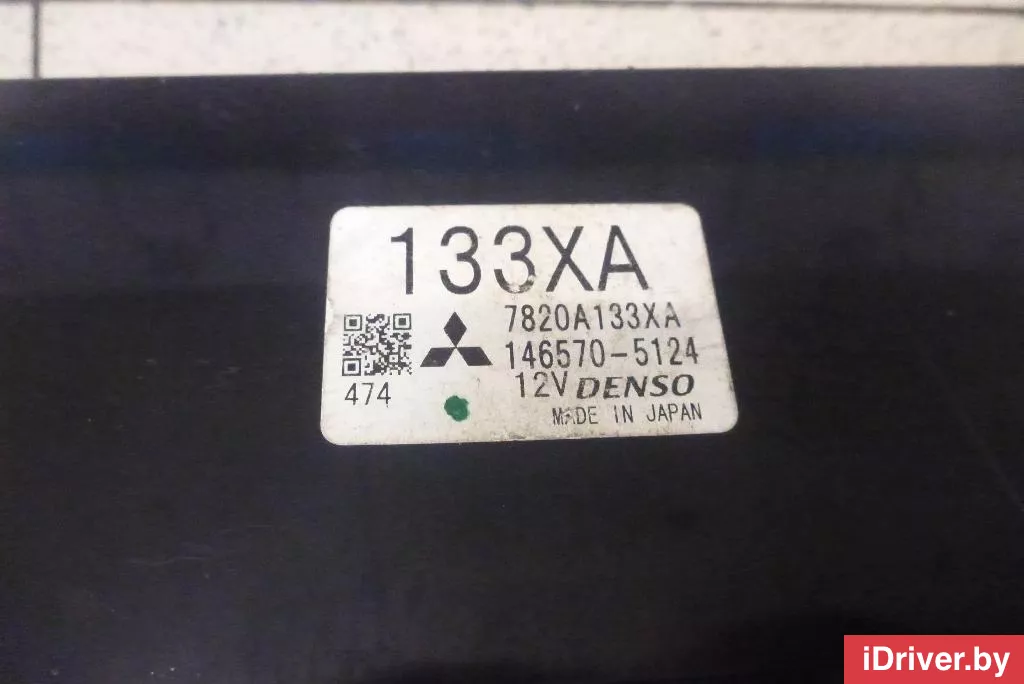 133XA
7820A133XA
146570-5124
12V DENSO
474
MADE IN JAPAN
iDriver.by